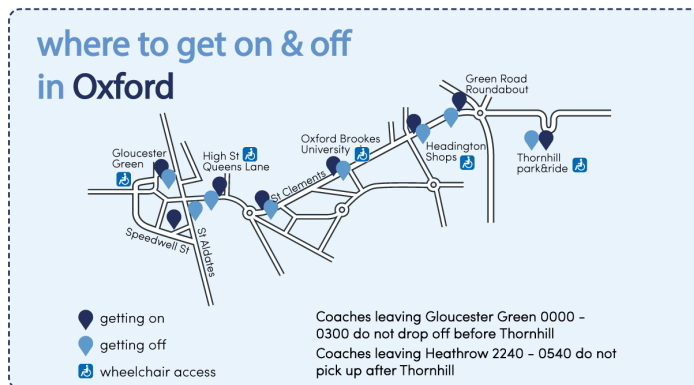 where to get on & off
in Oxford
Green Road
Roundabout
Oxford Brookes
University
Headington
Shops
Thornhill
park&ride
Gloucester
Green
High St
Queens Lane
St Clements
Speedwell St
St Aldates
getting on
getting off
wheelchair access
Coaches leaving Gloucester Green 0000 -
0300 do not drop off before Thornhill
Coaches leaving Heathrow 2240 - 0540 do not
pick up after Thornhill